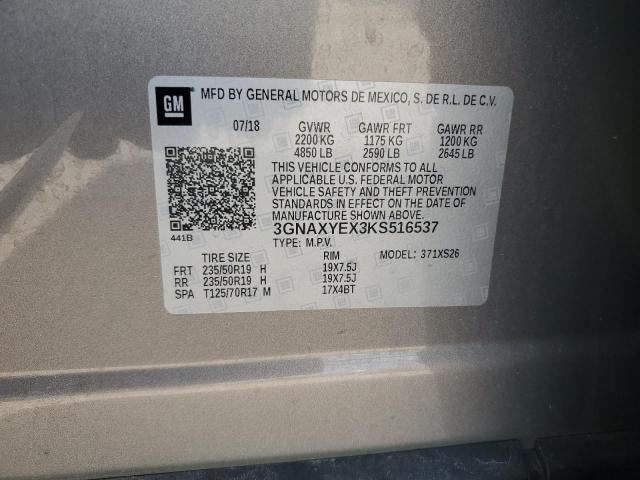 GM
MFD BY GENERAL MOTORS DE MEXICO, S. DE R.L. DE C.V.
07/18 GVWR GAWR FRT GAWR RR
2200 KG 1175 KG 1200 KG
4850 LB 2590 LB 2645 LB
THIS VEHICLE CONFORMS TO ALL
APPLICABLE U.S. FEDERAL MOTOR
VEHICLE SAFETY AND THEFT PREVENTION
STANDARDS IN EFFECT ON THE DATE OF
MANUFACTURE SHOWN ABOVE.
3GNAXYEX3KS516537
441B
TYPE: M.P.V. MODEL: 371XS26
TIRE SIZE RIM
FRT 235/50R19 H 19X7.5J
RR 235/50R19 H 19X7.5J
SPA T125/70R17 M 17X4BT